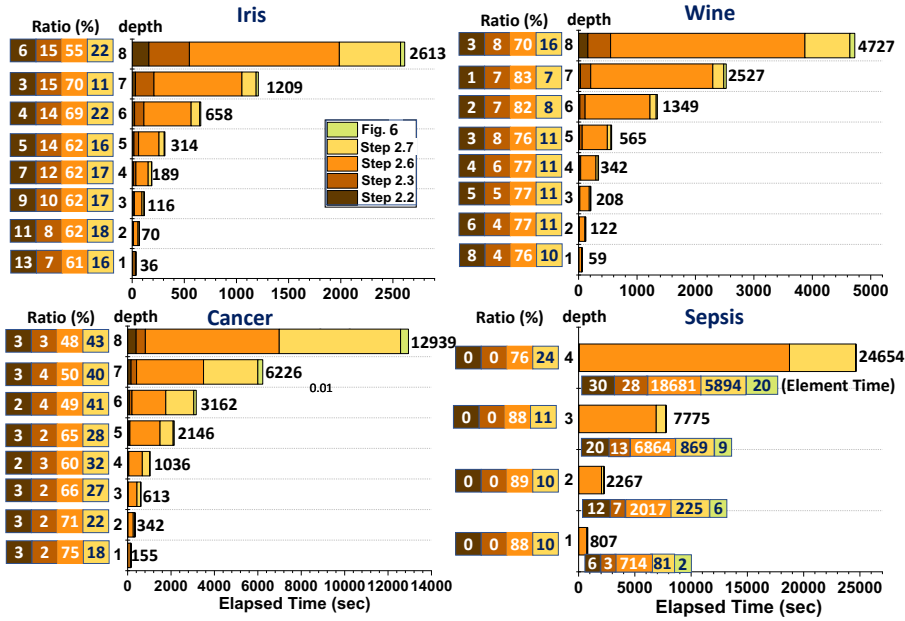 Iris
Ratio (%) depth
6 15 55 22 8 2613
3 15 70 11 7 1209
4 14 69 22 6 658
5 14 62 16 5 314
7 12 62 17 4 189
9 10 62 17 3 116
11 8 62 18 2 70
13 7 61 16 1 36
Fig. 6
Step 2.7
Step 2.6
Step 2.3
Step 2.2
0 500 1000 1500 2000 2500 2900
Wine
Ratio (%) depth
3 8 70 16 8 4727
1 7 83 7 7 2527
2 7 82 8 6 1349
3 8 76 11 5 565
4 6 77 11 4 342
5 5 77 11 3 208
6 4 77 11 2 122
8 4 76 10 1 59
0 1000 2000 3000 4000 5000
Cancer
Ratio (%) depth
3 3 48 43 8 12939
3 4 50 40 7 6226
0.01
2 4 49 41 6 3162
3 2 65 28 5 2146
2 3 60 32 4 1036
3 2 66 27 3 613
3 2 71 22 2 342
3 2 75 18 1 155
0 2000 4000 6000 8000 10000 12000 14000
Elapsed Time (sec)
Sepsis
Ratio (%) depth
0 0 76 24 4 24654
30 28 18681 5894 20 (Element Time)
0 0 88 11 3 7775
20 13 6864 869 9
0 0 89 10 2 2267
12 7 2017 225 6
0 0 88 10 1 807
6 3 714 81 2
0 5000 10000 15000 20000 25000
Elapsed Time (sec)